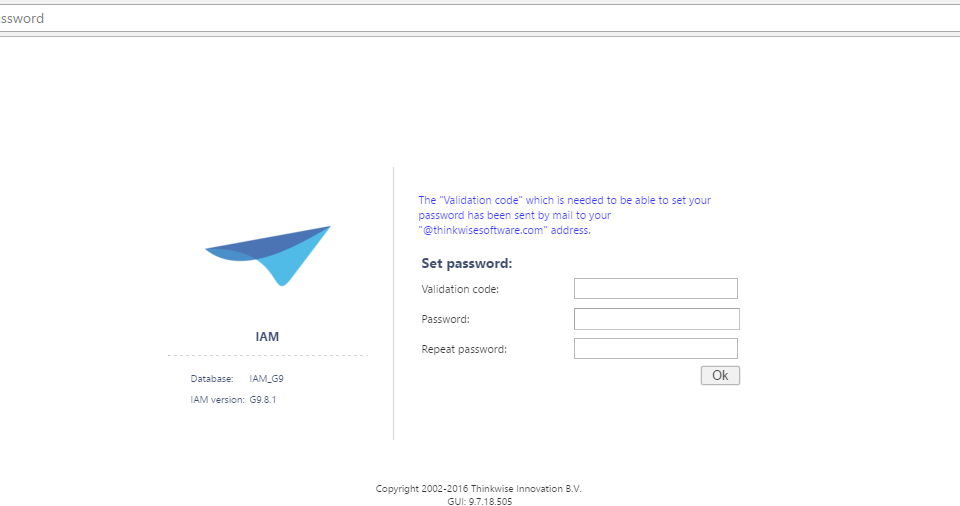 ssword
The "Validation code" which is needed to be able to set your
password has been sent by mail to your
"@thinkwisesoftware.com" address.
Set password:
Validation code:
Password:
Repeat password:
Ok
IAM
Database: IAM_G9
IAM version: G9.8.1
Copyright 2002-2016 Thinkwise Innovation B.V.
GUI: 9.7.18.505